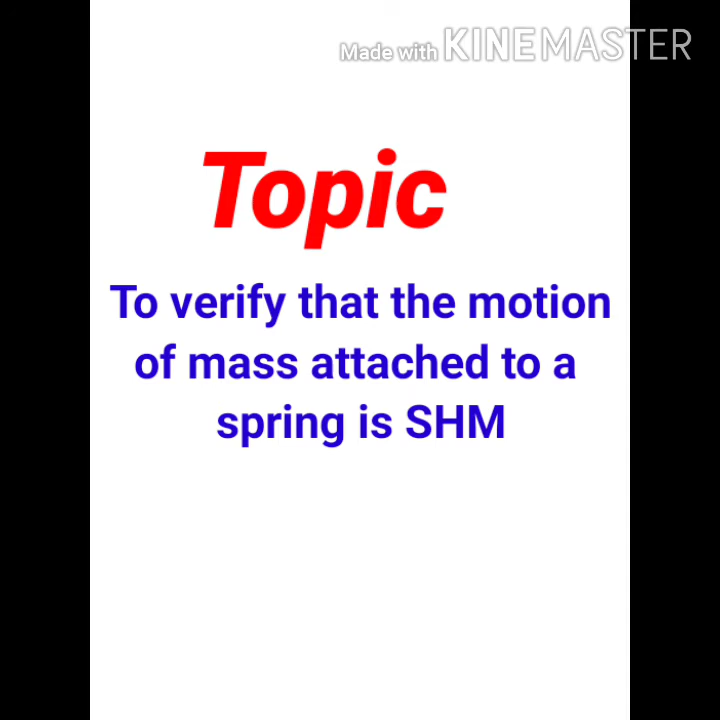 Made with KINEMASTER
Topic
To verify that the motion
of mass attached to a
spring is SHM